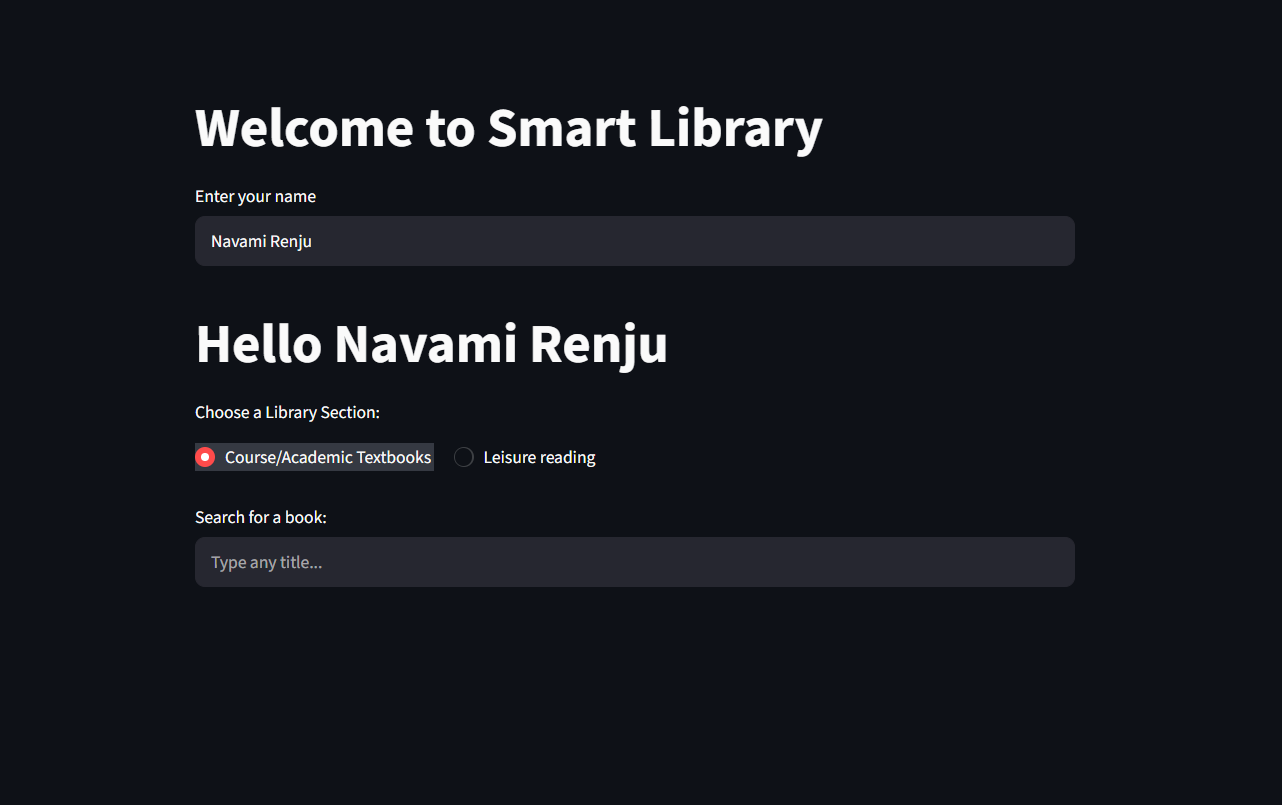 Welcome to Smart Library
Enter your name
Navami Renju
Hello Navami Renju
Choose a Library Section:
Course/Academic Textbooks Leisure reading
Search for a book:
Type any title...